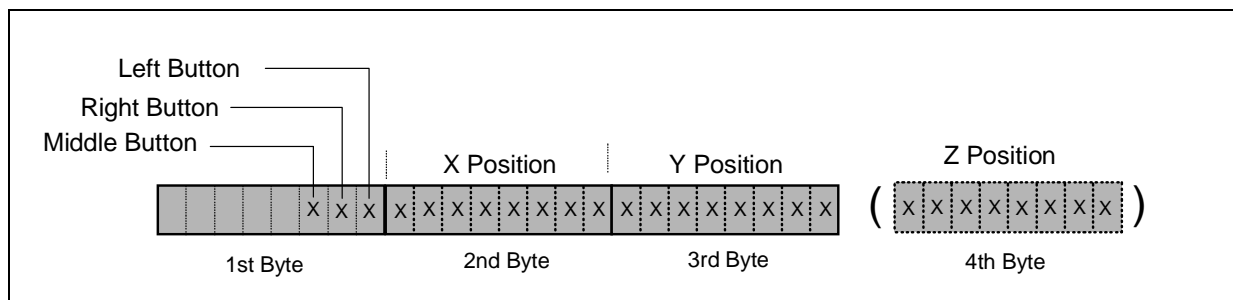 Left Button
Right Button
Middle Button
X Position
Y Position
Z Position
X X X X X X X X X X X X X X X X X X X ( X X X X X X X X )
1st Byte
2nd Byte
3rd Byte
4th Byte